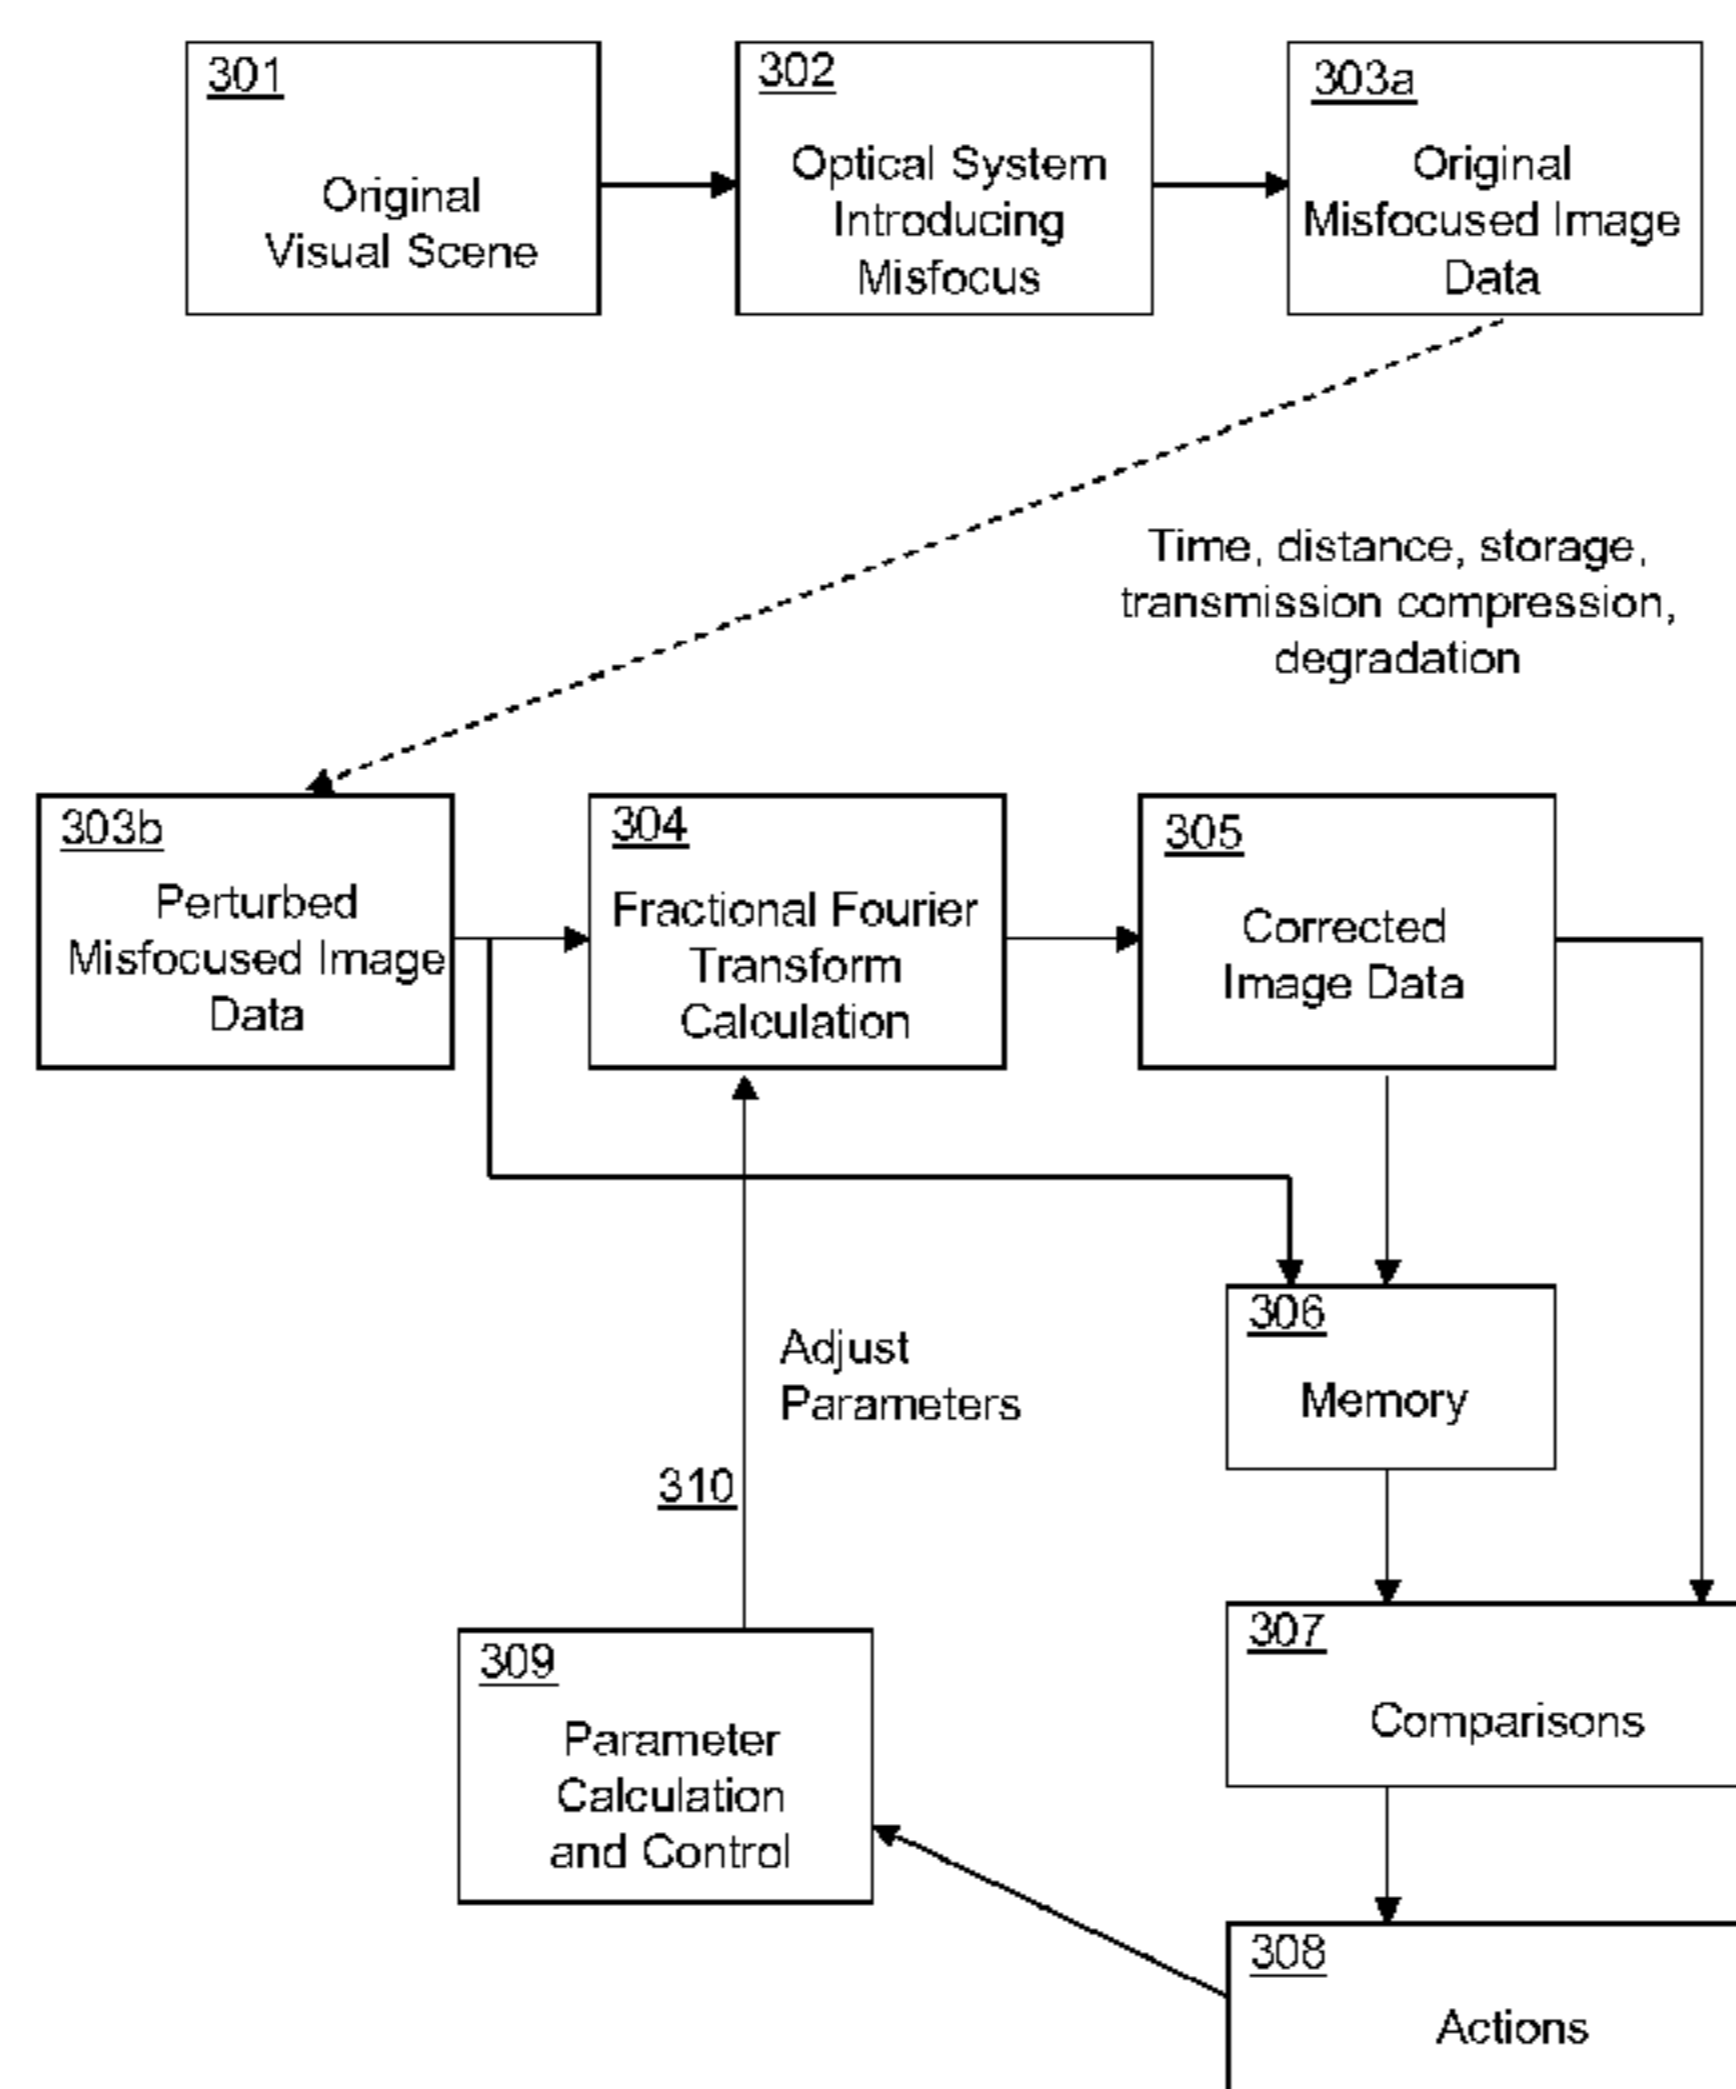 301
Original
Visual Scene
302
Optical System
Introducing
Misfocus
303a
Original
Misfocused Image
Data
Time, distance, storage,
transmission compression,
degradation
303b
Perturbed
Misfocused Image
Data
304
Fractional Fourier
Transform
Calculation
305
Corrected
Image Data
306
Memory
Adjust
Parameters
310
307
Comparisons
309
Parameter
Calculation
and Control
308
Actions